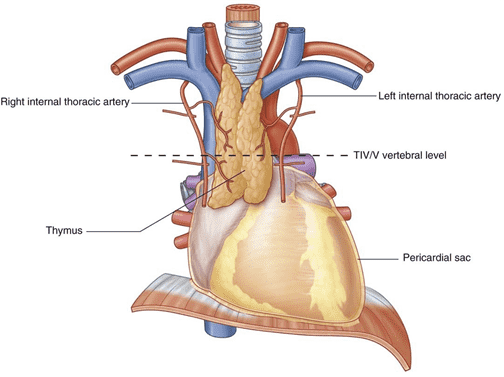 Right internal thoracic artery
Left internal thoracic artery
TIV/V vertebral level
Thymus
Pericardial sac